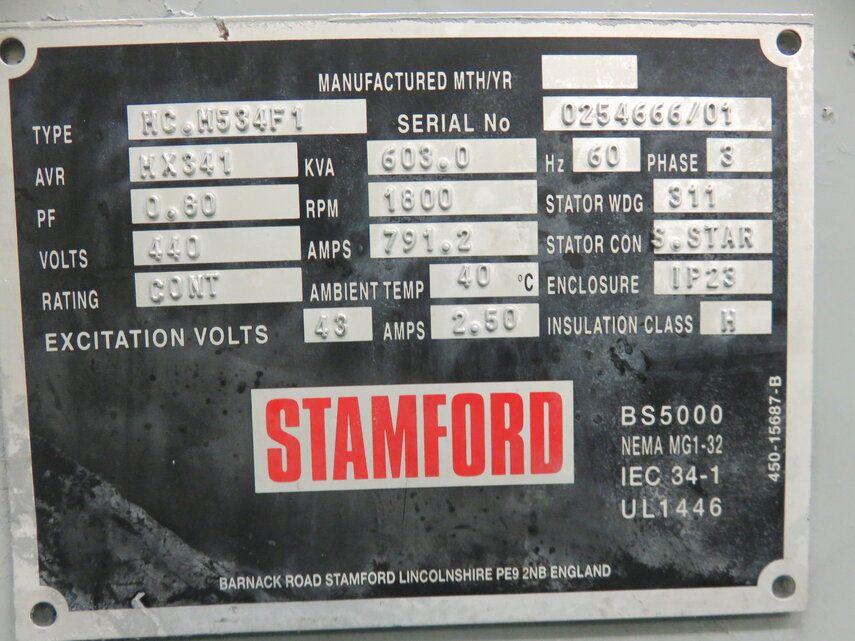 MANUFACTURED MTH/YR
TYPE HC.M534F1 SERIAL No 0254666/01
AVR HX341 KVA 603.0 Hz 60 PHASE 3
PF 0.80 RPM 1800 STATOR WDG 311
VOLTS 440 AMPS 791.2 STATOR CON S.STAR
RATING CONT AMBIENT TEMP 40 °C ENCLOSURE IP23
EXCITATION VOLTS 43 AMPS 2.50 INSULATION CLASS H
STAMFORD
BS5000
NEMA MG1-32
IEC 34-1
UL1446
450-15687-B
BARNACK ROAD STAMFORD LINCOLNSHIRE PE9 2NB ENGLAND